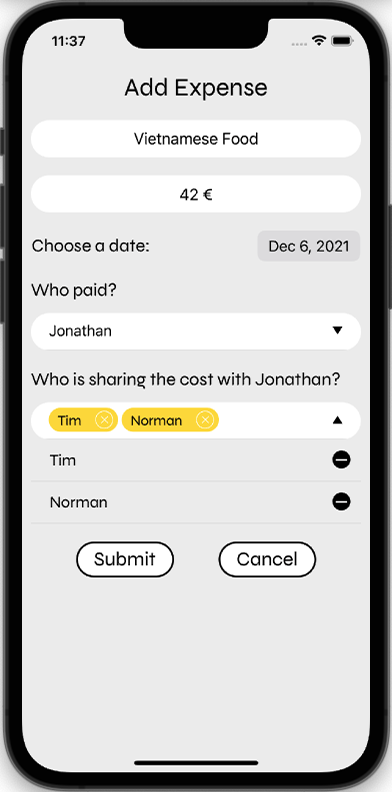 11:37
Add Expense
Vietnamese Food
42 €
Choose a date: Dec 6, 2021
Who paid?
Jonathan
Who is sharing the cost with Jonathan?
Tim Norman
Tim
Norman
Submit Cancel